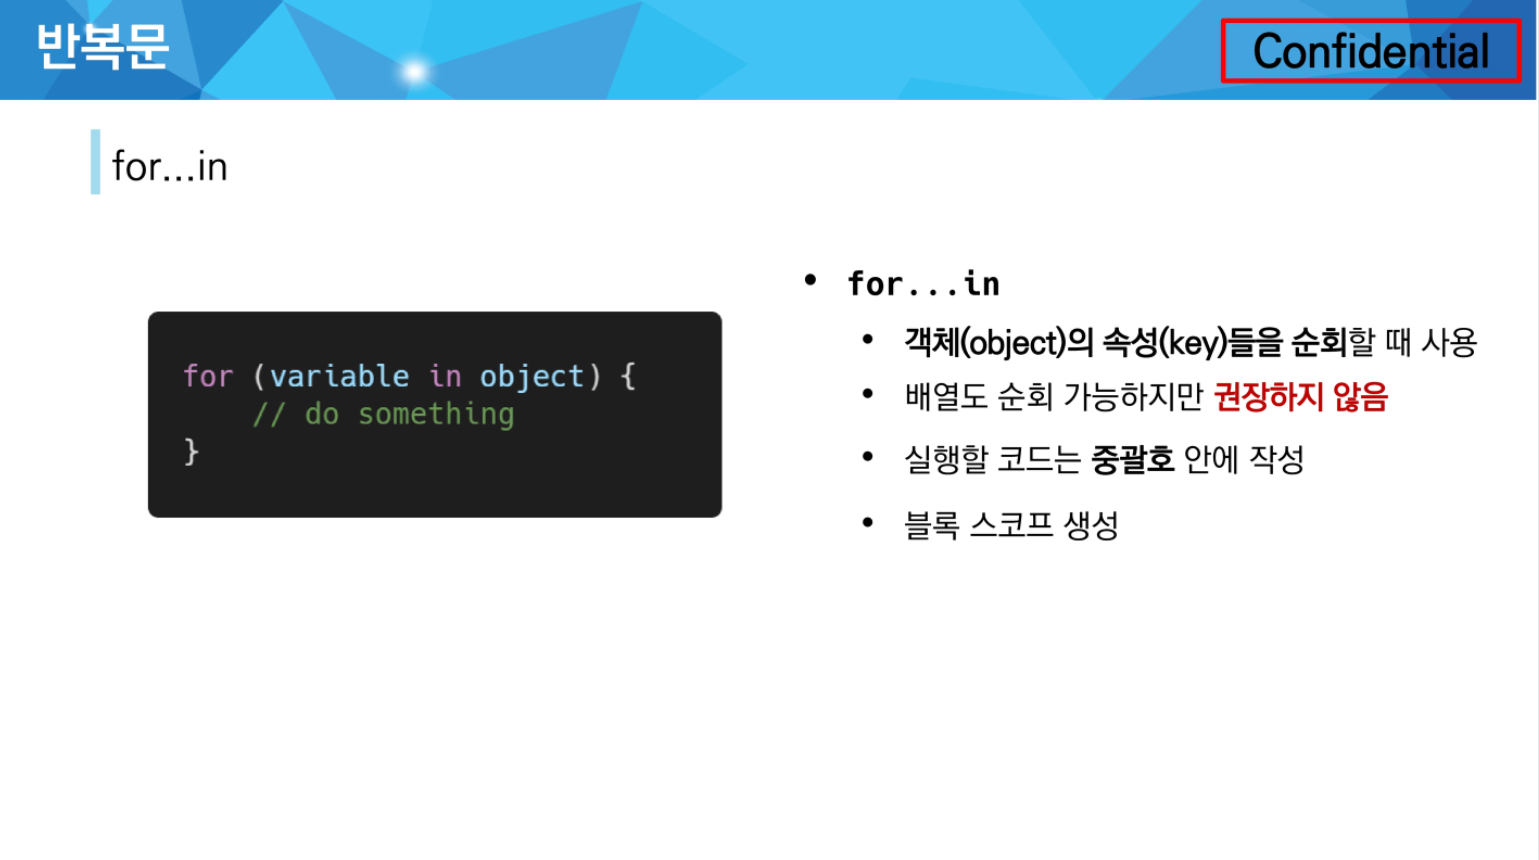 반복문
Confidential
for...in
for (variable in object) {
    // do something
}
• for...in
• 객체(object)의 속성(key)들을 순회할 때 사용
• 배열도 순회 가능하지만 권장하지 않음
• 실행할 코드는 중괄호 안에 작성
• 블록 스코프 생성